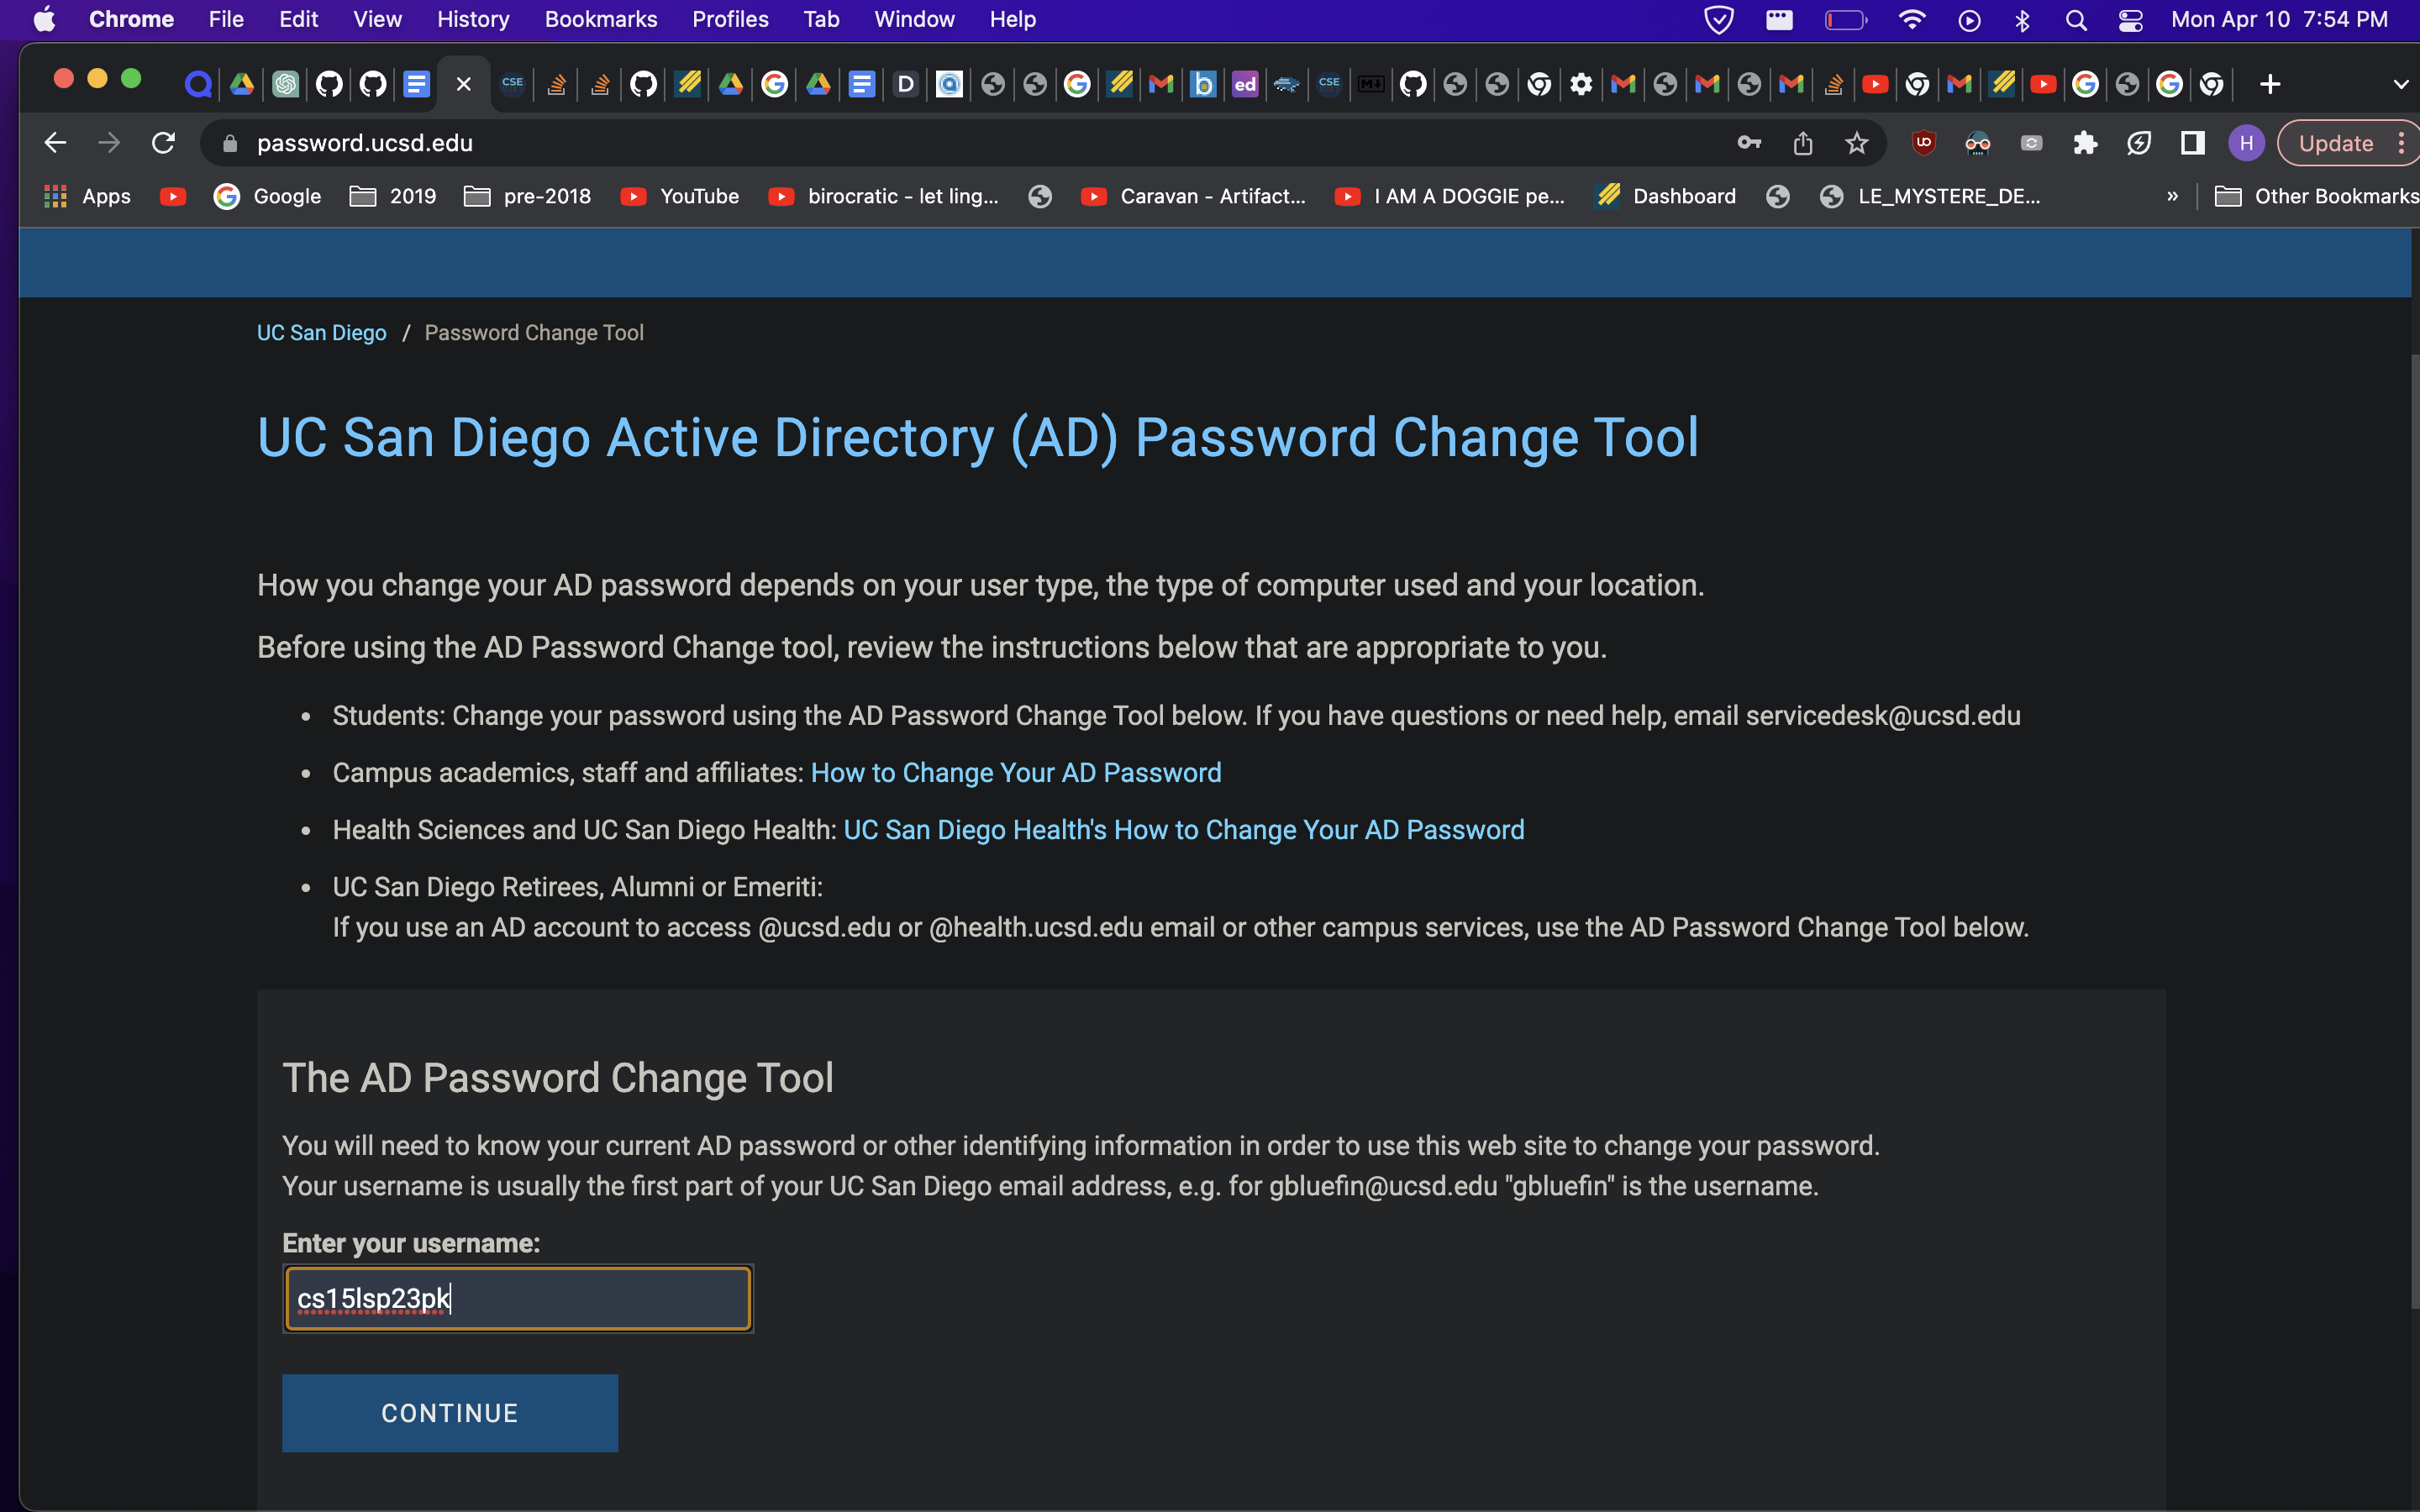 Chrome File Edit View History Bookmarks Profiles Tab Window Help Mon Apr 10 7:54 PM
CSE D b ed CSE M↓
password.ucsd.edu UD H Update
Apps Google 2019 pre-2018 YouTube birocratic - let ling... Caravan - Artifact... I AM A DOGGIE pe... Dashboard LE_MYSTERE_DE... » Other Bookmarks
UC San Diego / Password Change Tool
UC San Diego Active Directory (AD) Password Change Tool
How you change your AD password depends on your user type, the type of computer used and your location.
Before using the AD Password Change tool, review the instructions below that are appropriate to you.
• Students: Change your password using the AD Password Change Tool below. If you have questions or need help, email servicedesk@ucsd.edu
• Campus academics, staff and affiliates: How to Change Your AD Password
• Health Sciences and UC San Diego Health: UC San Diego Health's How to Change Your AD Password
• UC San Diego Retirees, Alumni or Emeriti:
If you use an AD account to access @ucsd.edu or @health.ucsd.edu email or other campus services, use the AD Password Change Tool below.
The AD Password Change Tool
You will need to know your current AD password or other identifying information in order to use this web site to change your password.
Your username is usually the first part of your UC San Diego email address, e.g. for gbluefin@ucsd.edu "gbluefin" is the username.
Enter your username:
cs15lsp23pk
CONTINUE